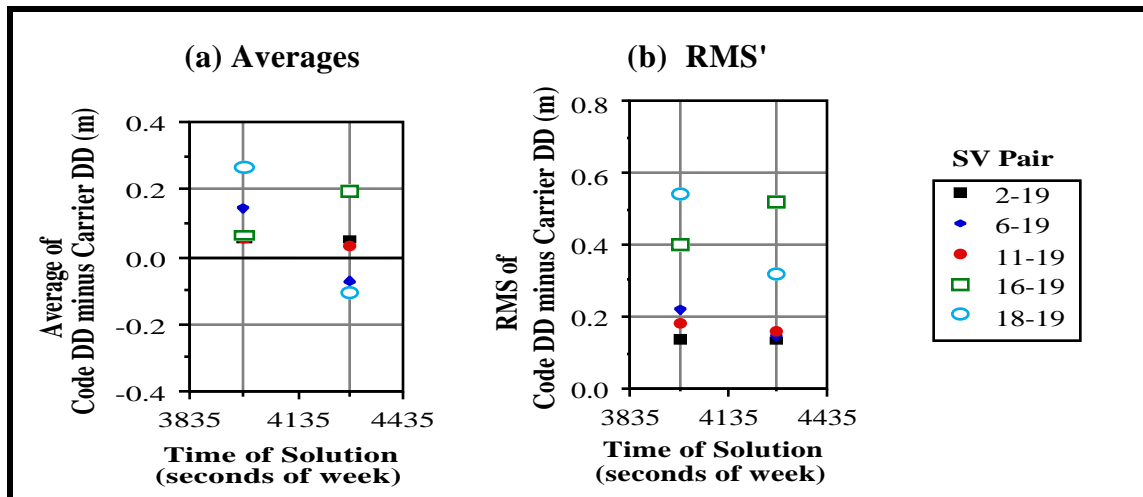 (a) Averages
Average of
Code DD minus Carrier DD (m)
0.4
0.2
0.0
-0.2
-0.4
3835
4135
4435
Time of Solution
(seconds of week)
(b) RMS'
RMS of
Code DD minus Carrier DD (m)
0.8
0.6
0.4
0.2
0.0
3835
4135
4435
Time of Solution
(seconds of week)
SV Pair
2-19
6-19
11-19
16-19
18-19